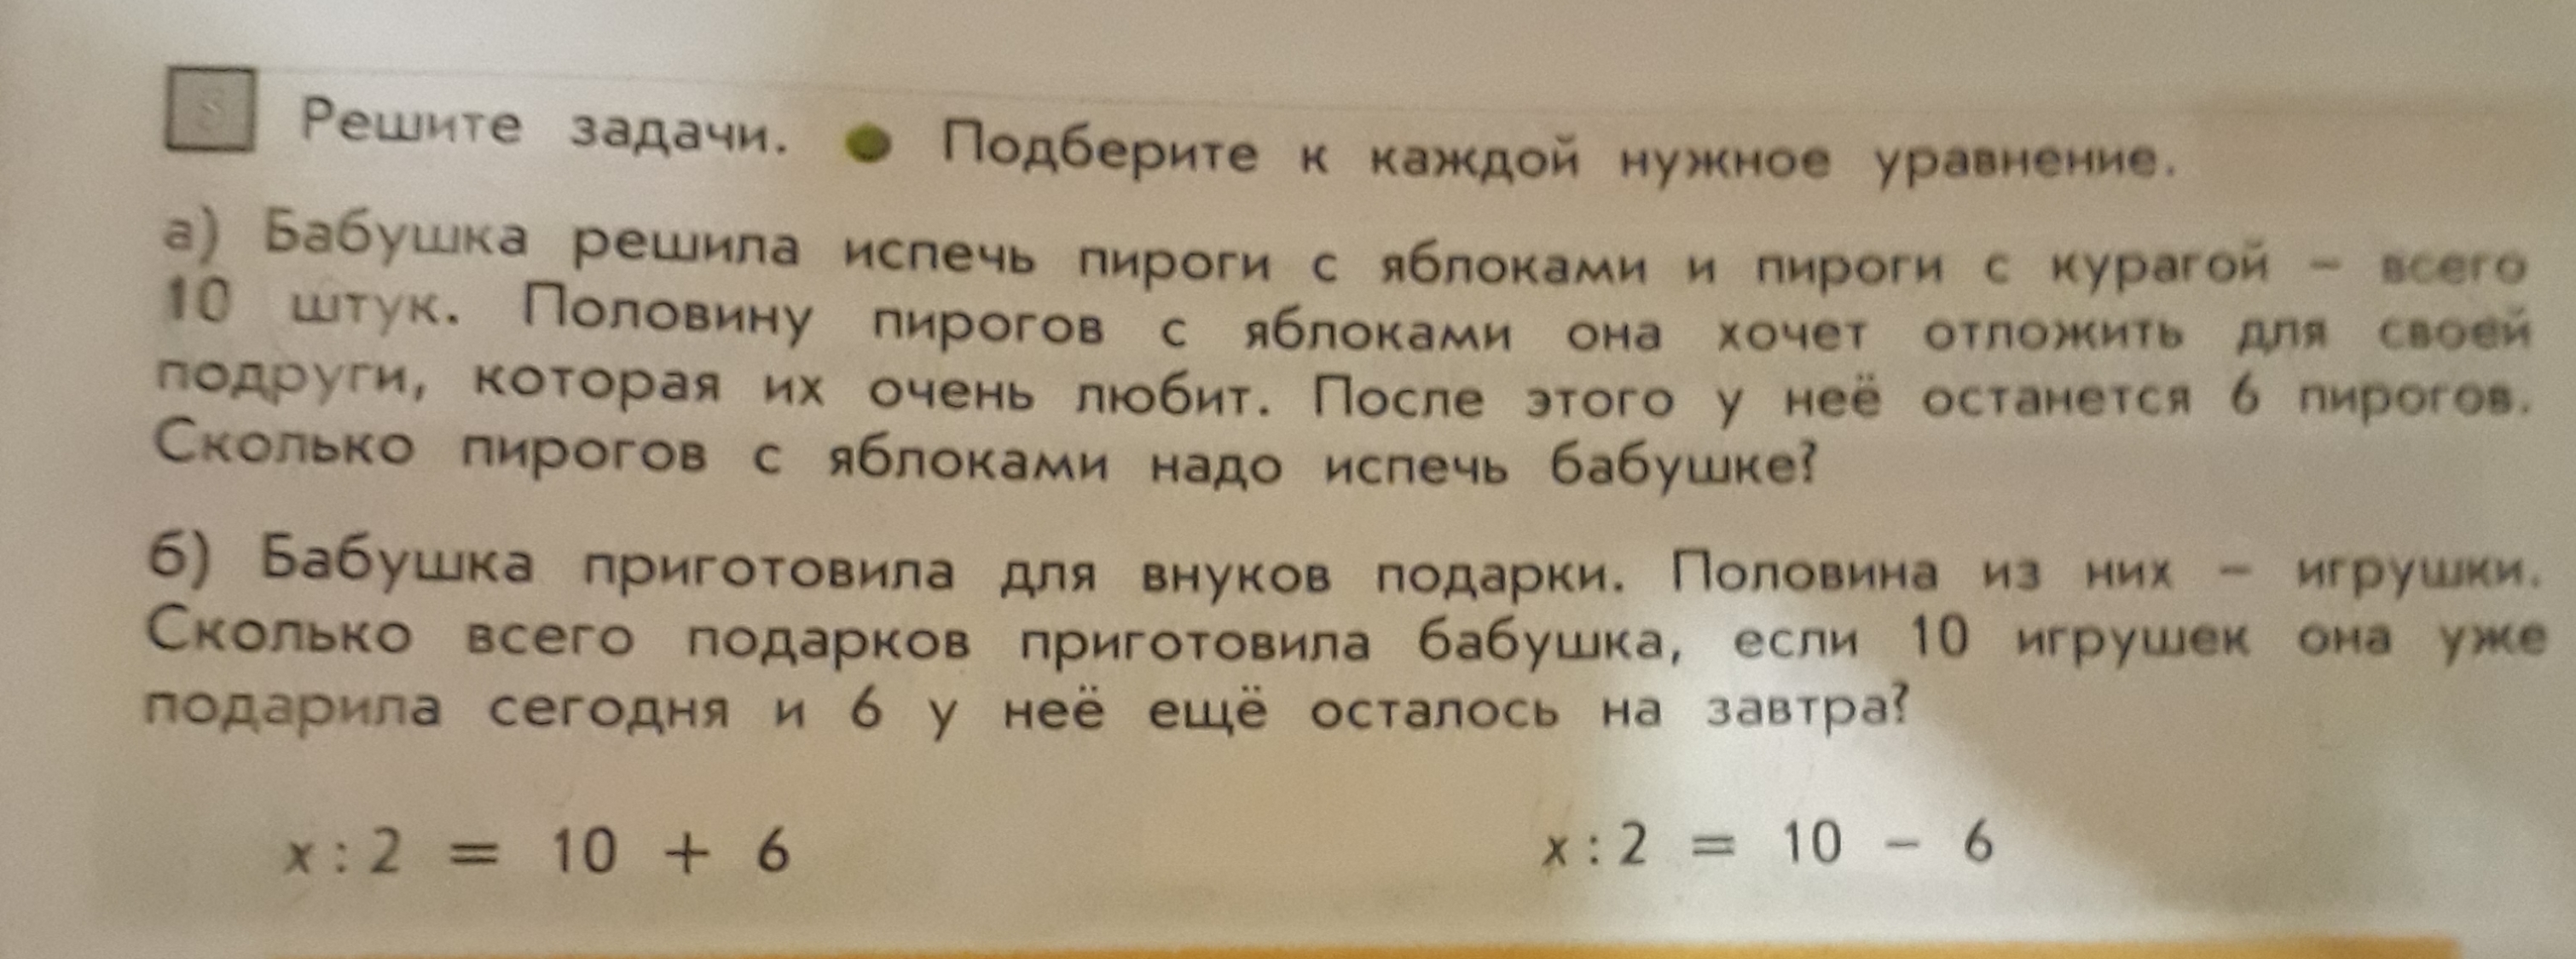 Решите задачи. Подберите к каждой нужное уравнение.
а) Бабушка решила испечь пироги с яблоками и пироги с курагой – всего
10 штук. Половину пирогов с яблоками она хочет отложить для своей
подруги, которая их очень любит. После этого у неё останется 6 пирогов.
Сколько пирогов с яблоками надо испечь бабушке?
б) Бабушка приготовила для внуков подарки. Половина из них – игрушки.
Сколько всего подарков приготовила бабушка, если 10 игрушек она уже
подарила сегодня и 6 у неё ещё осталось на завтра?
x : 2 = 10 + 6 x : 2 = 10 – 6